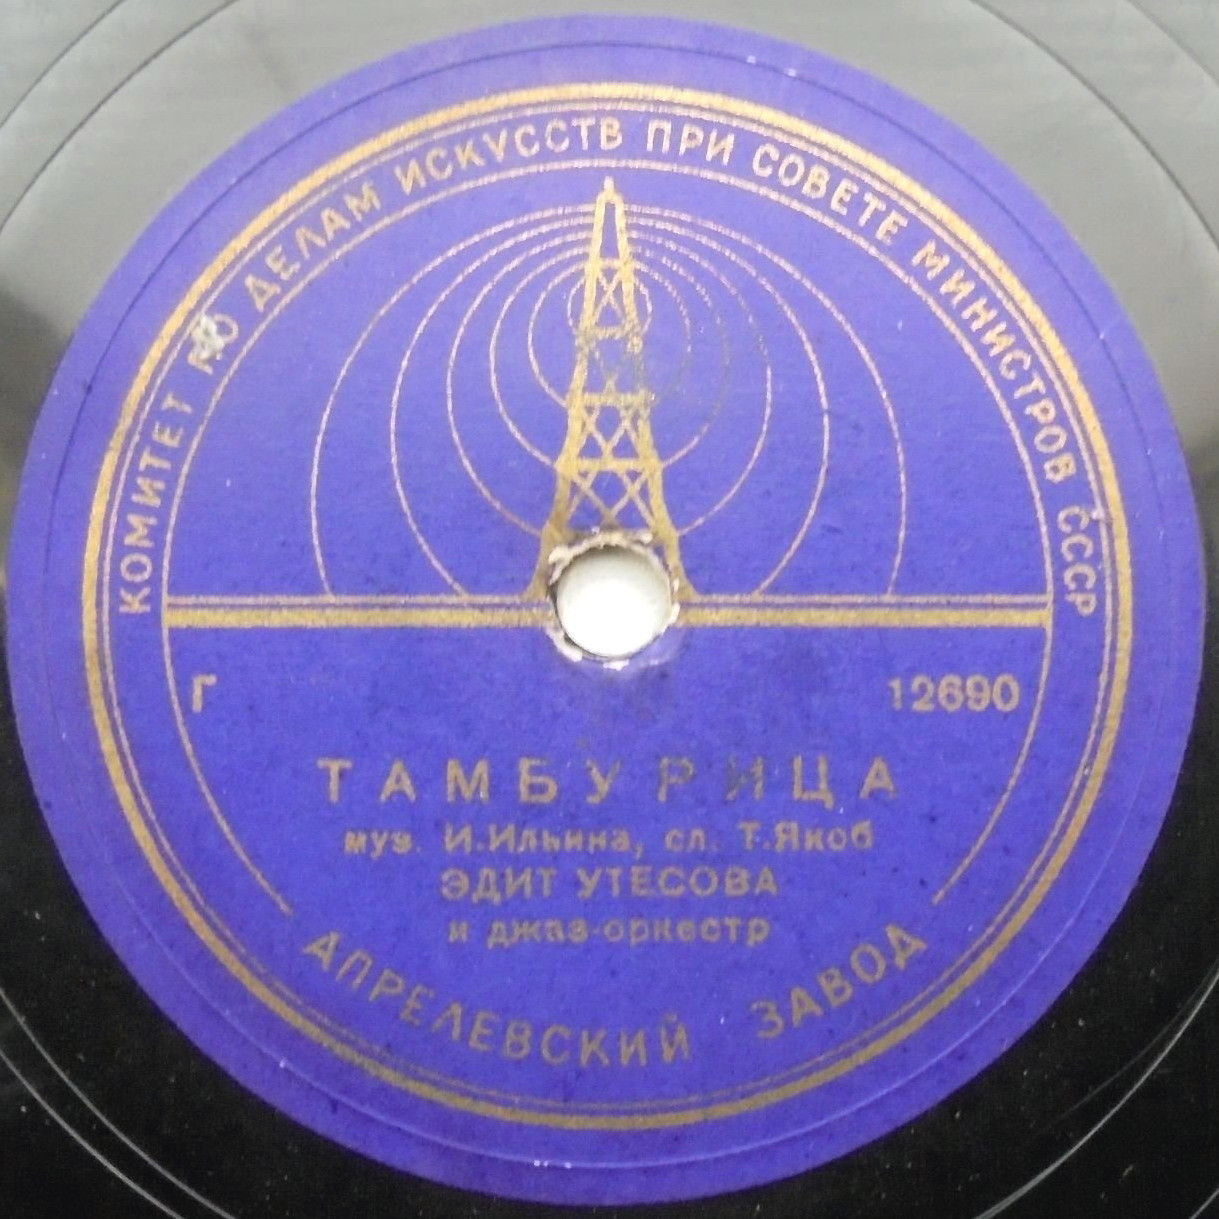 КОМИТЕТ ПО ДЕЛАМ ИСКУССТВ ПРИ СОВЕТЕ МИНИСТРОВ СССР
Г 12690
ТАМБУРИЦА
муз. И.Ильина, сл. Т.Якоб
ЭДИТ УТЕСОВА
и джаз-оркестр
АПРЕЛЕВСКИЙ ЗАВОД